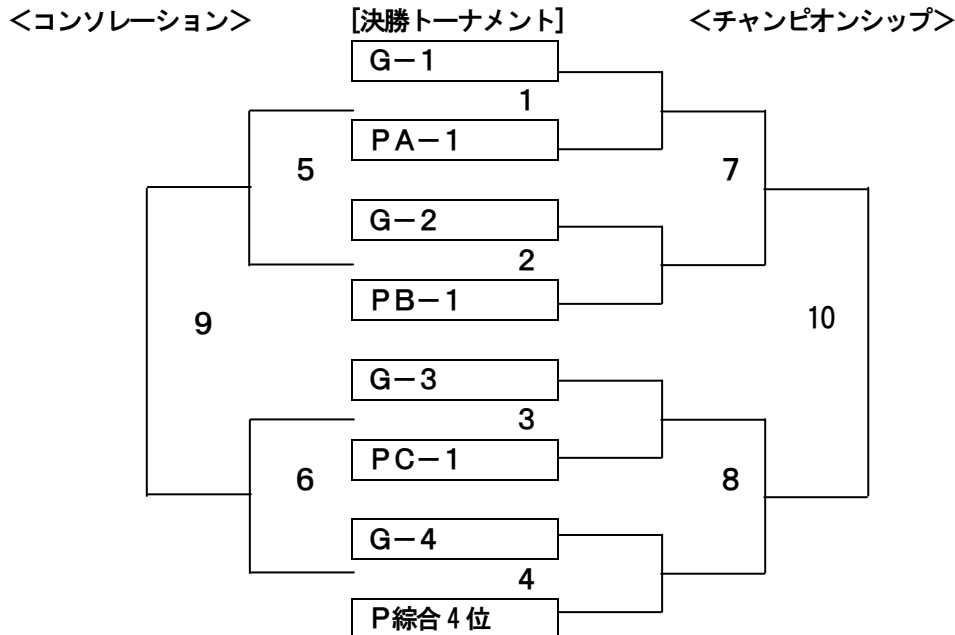 ＜コンソレーション＞ [決勝トーナメント] ＜チャンピオンシップ＞
Ｇ－１
1
ＰＡ－１
5 7
Ｇ－２
2
ＰＢ－１
9 10
Ｇ－３
3
ＰＣ－１
6 8
Ｇ－４
4
Ｐ綜合４位